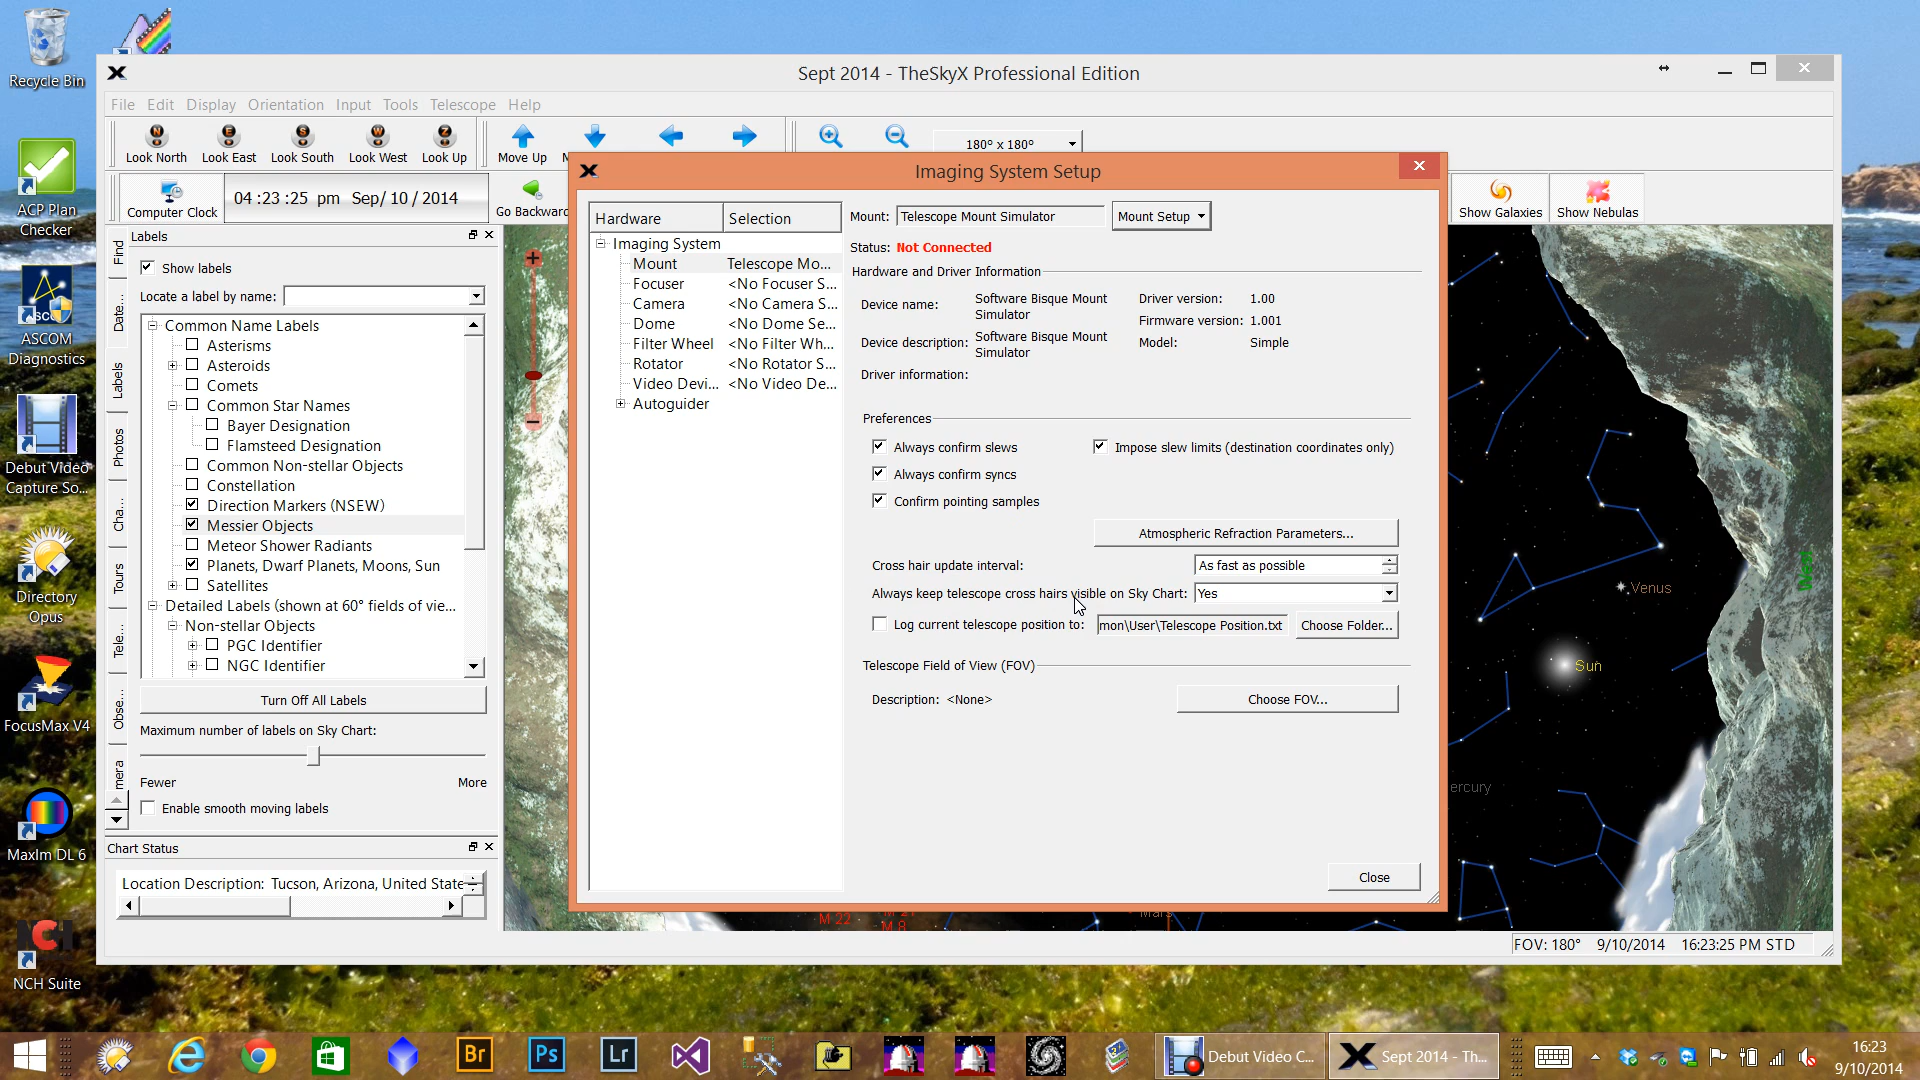 Recycle Bin
Sept 2014 - TheSkyX Professional Edition
File Edit Display Orientation Input Tools Telescope Help
Look North Look East Look South Look West Look Up Move Up
180° x 180°
Computer Clock
04 :23 :25 pm Sep/ 10 / 2014
Go Backward
Show Galaxies Show Nebulas
ACP Plan
Checker
ASCOM
Diagnostics
Debut Video
Capture So...
Directory
Opus
FocusMax V4
MaxIm DL 6
NCH Suite
Find
Date...
Labels
Photos
Cha...
Tours
Tele...
Obse...
mera
Labels
Show labels
Locate a label by name:
Common Name Labels
Asterisms
Asteroids
Comets
Common Star Names
Bayer Designation
Flamsteed Designation
Common Non-stellar Objects
Constellation
Direction Markers (NSEW)
Messier Objects
Meteor Shower Radiants
Planets, Dwarf Planets, Moons, Sun
Satellites
Detailed Labels (shown at 60° fields of vie...
Non-stellar Objects
PGC Identifier
NGC Identifier
Turn Off All Labels
Maximum number of labels on Sky Chart:
Fewer More
Enable smooth moving labels
Chart Status
Location Description: Tucson, Arizona, United State
Imaging System Setup
Hardware Selection
Imaging System
Mount Telescope Mo...
Focuser <No Focuser S...
Camera <No Camera S...
Dome <No Dome Se...
Filter Wheel <No Filter Wh...
Rotator <No Rotator S...
Video Devi... <No Video De...
Autoguider
Mount: Telescope Mount Simulator Mount Setup
Status: Not Connected
Hardware and Driver Information
Device name: Software Bisque Mount
Simulator
Driver version: 1.00
Firmware version: 1.001
Device description: Software Bisque Mount
Simulator
Model: Simple
Driver information:
Preferences
Always confirm slews Impose slew limits (destination coordinates only)
Always confirm syncs
Confirm pointing samples
Atmospheric Refraction Parameters...
Cross hair update interval: As fast as possible
Always keep telescope cross hairs visible on Sky Chart: Yes
Log current telescope position to: mon\User\Telescope Position.txt Choose Folder...
Telescope Field of View (FOV)
Description: <None> Choose FOV...
Close
Venus
Sun
ercury
Mars
M 22
M 8
FOV: 180° 9/10/2014 16:23:25 PM STD
Br Ps Lr
Debut Video C...
Sept 2014 - Th...
16:23
9/10/2014